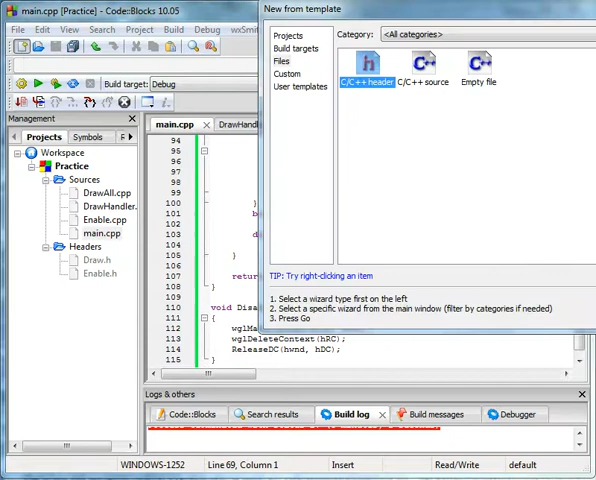 main.cpp [Practice] - Code::Blocks 10.05
File Edit View Search Project Build Debug wxSmi
Build target: Debug
Management
Projects Symbols F
Workspace
Practice
Sources
DrawAll.cpp
DrawHandler.
Enable.cpp
main.cpp
Headers
Draw.h
Enable.h
main.cpp DrawHand
94
95
96
97
98
99
100
101
102
103
104
105
106
107
108
109
110
111
112
113
114
115
}
b
d
}
return
}
void Disa
{
wglMa
wglDeleteContext(hRC);
ReleaseDC(hwnd, hDC);
}
New from template
Projects
Build targets
Files
Custom
User templates
Category: <All categories>
C/C++ header C/C++ source Empty file
TIP: Try right-clicking an item
1. Select a wizard type first on the left
2. Select a specific wizard from the main window (filter by categories if needed)
3. Press Go
Logs & others
Code::Blocks Search results Build log Build messages Debugger
WINDOWS-1252 Line 69, Column 1 Insert Read/Write default